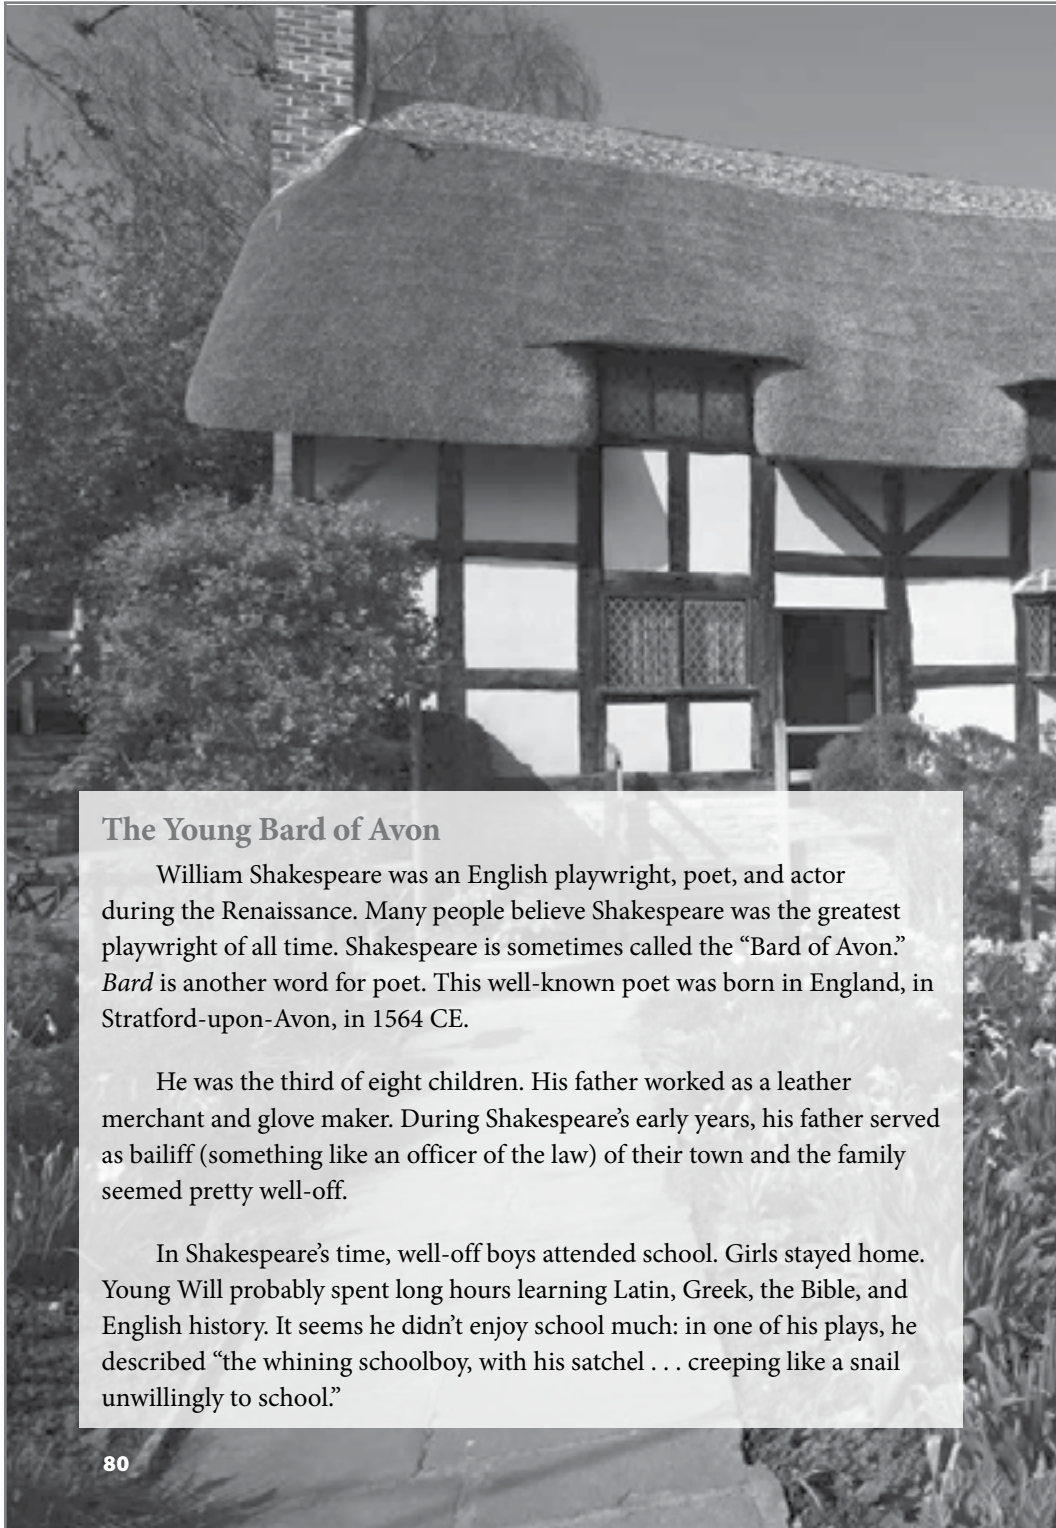 The Young Bard of Avon
William Shakespeare was an English playwright, poet, and actor
during the Renaissance. Many people believe Shakespeare was the greatest
playwright of all time. Shakespeare is sometimes called the “Bard of Avon.”
Bard is another word for poet. This well-known poet was born in England, in
Stratford-upon-Avon, in 1564 CE.
He was the third of eight children. His father worked as a leather
merchant and glove maker. During Shakespeare’s early years, his father served
as bailiff (something like an officer of the law) of their town and the family
seemed pretty well-off.
In Shakespeare’s time, well-off boys attended school. Girls stayed home.
Young Will probably spent long hours learning Latin, Greek, the Bible, and
English history. It seems he didn’t enjoy school much: in one of his plays, he
described “the whining schoolboy, with his satchel . . . creeping like a snail
unwillingly to school.”
80